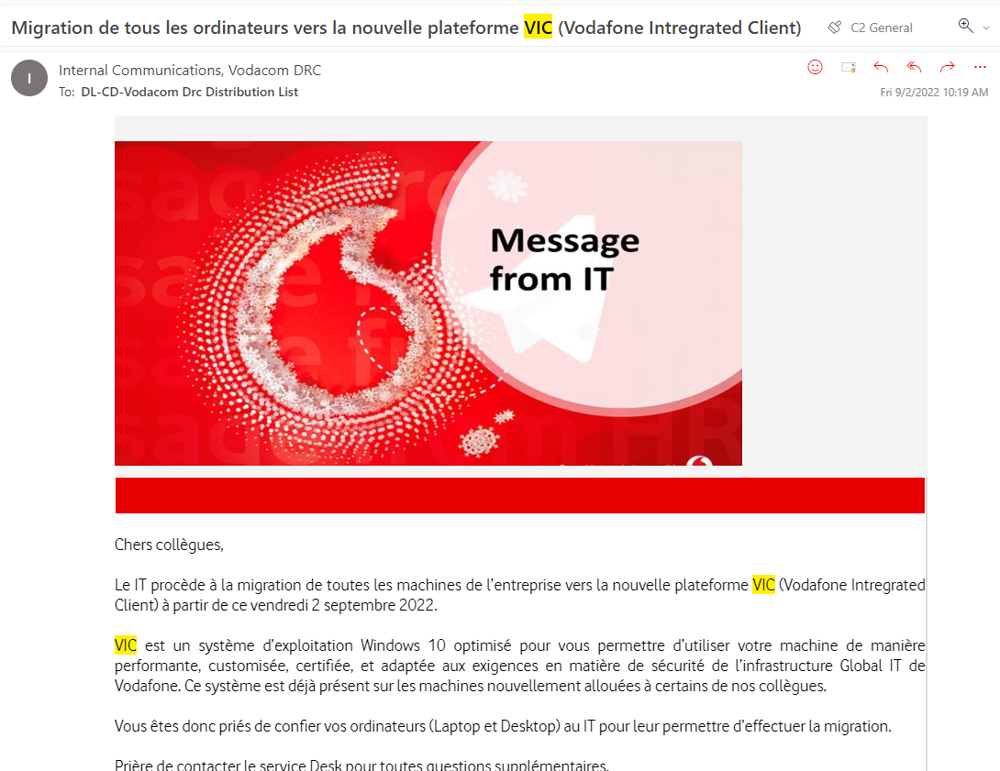 Migration de tous les ordinateurs vers la nouvelle plateforme VIC (Vodafone Intregrated Client)
C2 General
I
Internal Communications, Vodacom DRC
To: DL-CD-Vodacom Drc Distribution List
Fri 9/2/2022 10:19 AM
Message
from IT
Chers collègues,
Le IT procède à la migration de toutes les machines de l'entreprise vers la nouvelle plateforme VIC (Vodafone Intregrated
Client) à partir de ce vendredi 2 septembre 2022.
VIC est un système d'exploitation Windows 10 optimisé pour vous permettre d'utiliser votre machine de manière
performante, customisée, certifiée, et adaptée aux exigences en matière de sécurité de l'infrastructure Global IT de
Vodafone. Ce système est déjà présent sur les machines nouvellement allouées à certains de nos collègues.
Vous êtes donc priés de confier vos ordinateurs (Laptop et Desktop) au IT pour leur permettre d'effectuer la migration.
Prière de contacter le service Desk pour toutes questions supplémentaires.